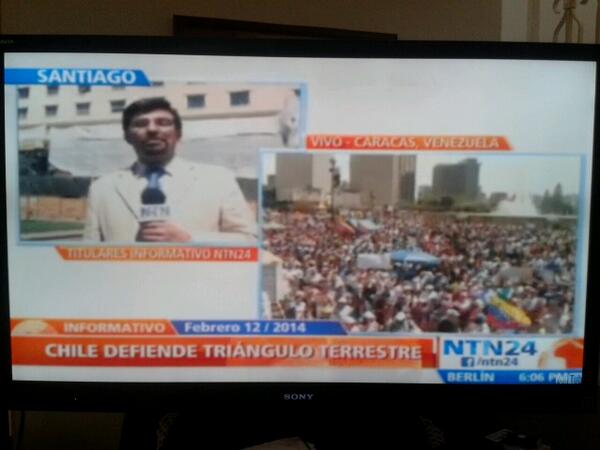 SANTIAGO
VIVO - CARACAS, VENEZUELA
NTN
TITULARES INFORMATIVO NTN24
INFORMATIVO Febrero 12 / 2014
CHILE DEFIENDE TRIÁNGULO TERRESTRE
NTN24
f /ntn24
BERLÍN 6:06 PM
SONY